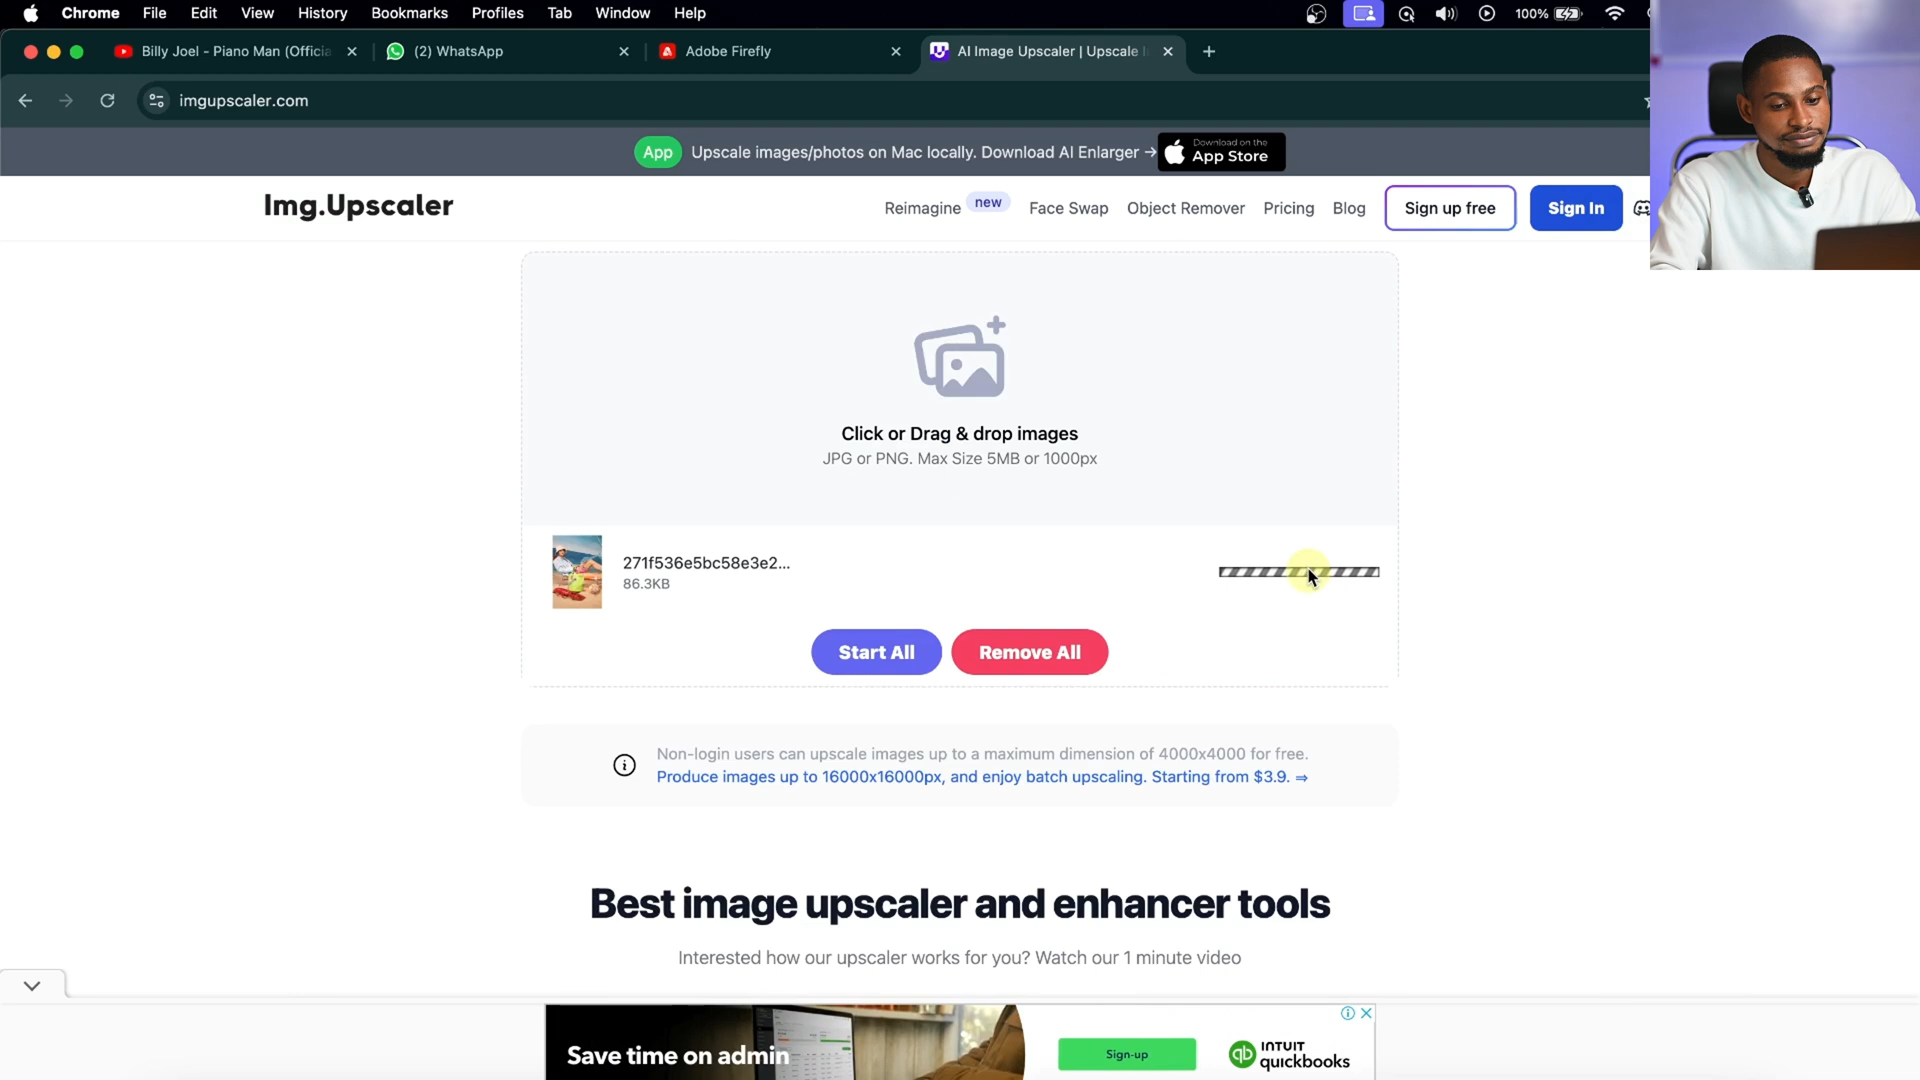 Chrome File Edit View History Bookmarks Profiles Tab Window Help
100%
Billy Joel - Piano Man (Officia
(2) WhatsApp
Adobe Firefly
AI Image Upscaler | Upscale
imgupscaler.com
App Upscale images/photos on Mac locally. Download AI Enlarger →
Download on the
App Store
Img.Upscaler
Reimagine new Face Swap Object Remover Pricing Blog Sign up free Sign In
Click or Drag & drop images
JPG or PNG. Max Size 5MB or 1000px
271f536e5bc58e3e2...
86.3KB
Start All Remove All
Non-login users can upscale images up to a maximum dimension of 4000x4000 for free.
Produce images up to 16000x16000px, and enjoy batch upscaling. Starting from $3.9. ⇒
Best image upscaler and enhancer tools
Interested how our upscaler works for you? Watch our 1 minute video
Save time on admin
Sign-up
qb INTUIT
quickbooks